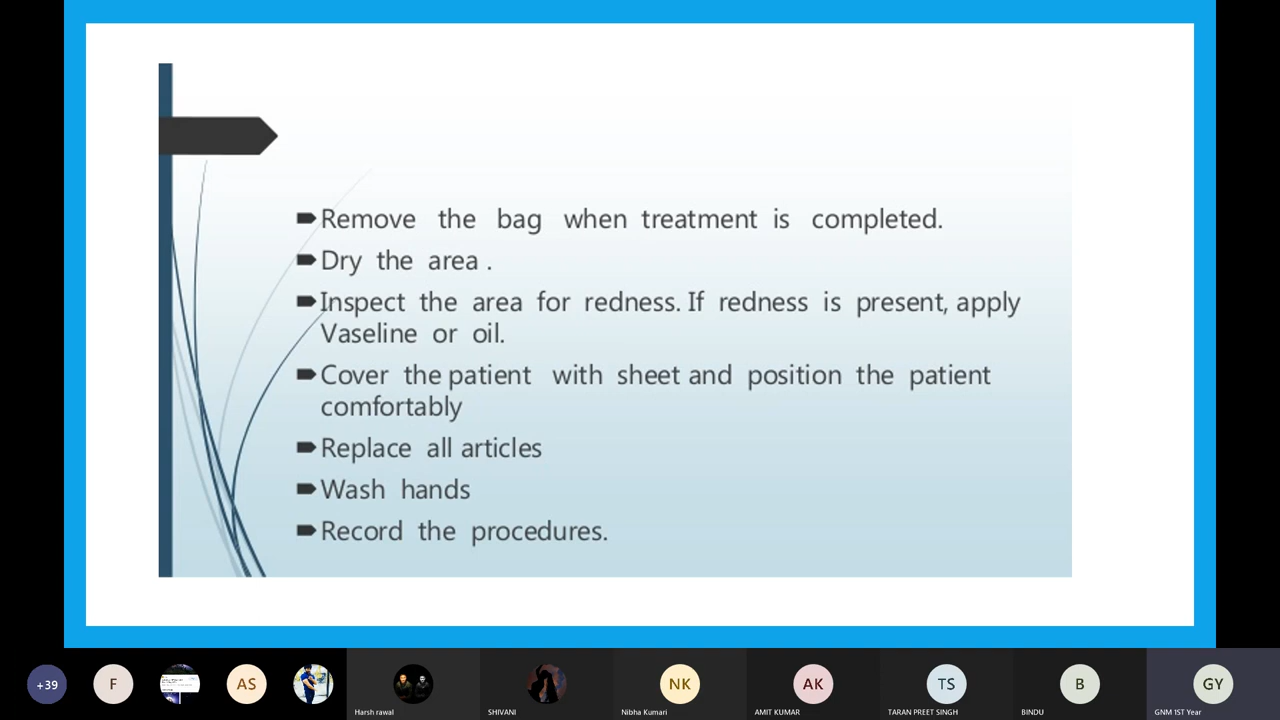 Remove the bag when treatment is completed.
Dry the area .
Inspect the area for redness. If redness is present, apply
Vaseline or oil.
Cover the patient with sheet and position the patient
comfortably
Replace all articles
Wash hands
Record the procedures.
+39
F
AS
Harsh rawal
SHIVANI
NK
Nibha Kumari
AK
AMIT KUMAR
TS
TARAN PREET SINGH
B
BINDU
GY
GNM 1ST Year